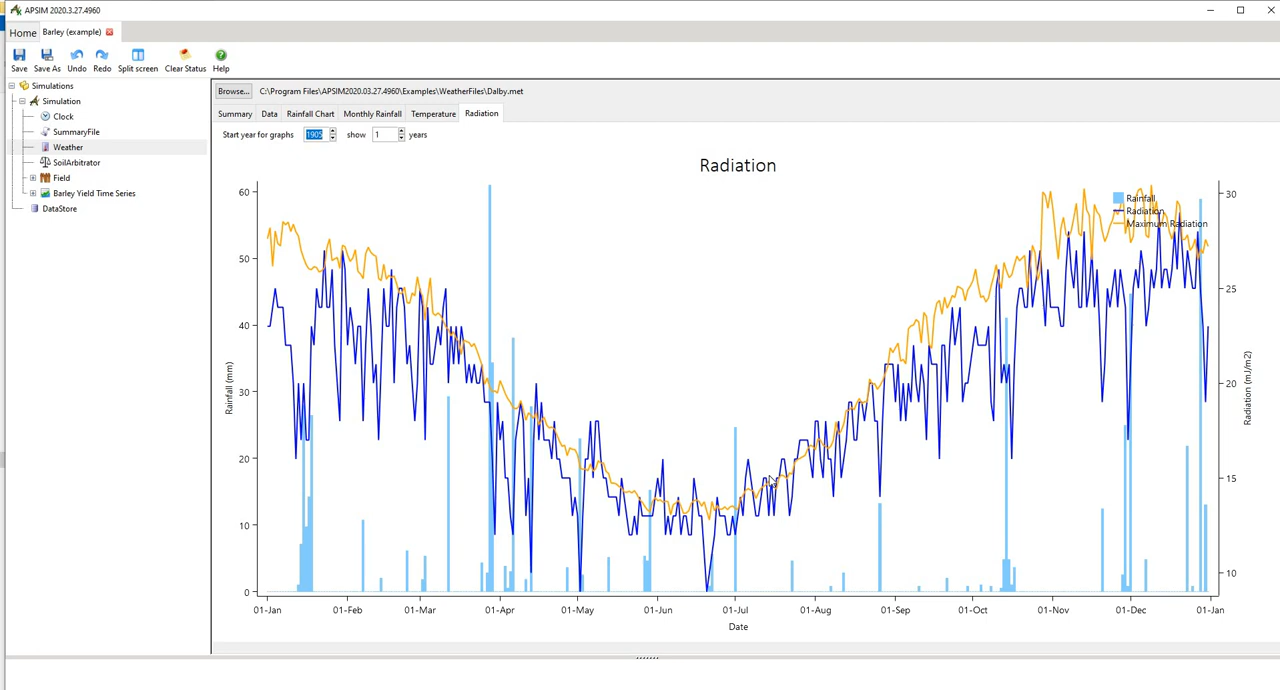 APSIM 2020.3.27.4960
Home Barley (example)
Save Save As Undo Redo Split screen Clear Status Help
Simulations
Simulation
Clock
SummaryFile
Weather
SoilArbitrator
Field
Barley Yield Time Series
DataStore
Browse... C:\Program Files\APSIM2020.03.27.4960\Examples\WeatherFiles\Dalby.met
Summary Data Rainfall Chart Monthly Rainfall Temperature Radiation
Start year for graphs 1905 show 1 years
Radiation
Rainfall
Radiation
Maximum Radiation
60
50
40
30
20
10
0
Rainfall (mm)
30
25
20
15
10
Radiation (mJ/m2)
01-Jan 01-Feb 01-Mar 01-Apr 01-May 01-Jun 01-Jul 01-Aug 01-Sep 01-Oct 01-Nov 01-Dec 01-Jan
Date